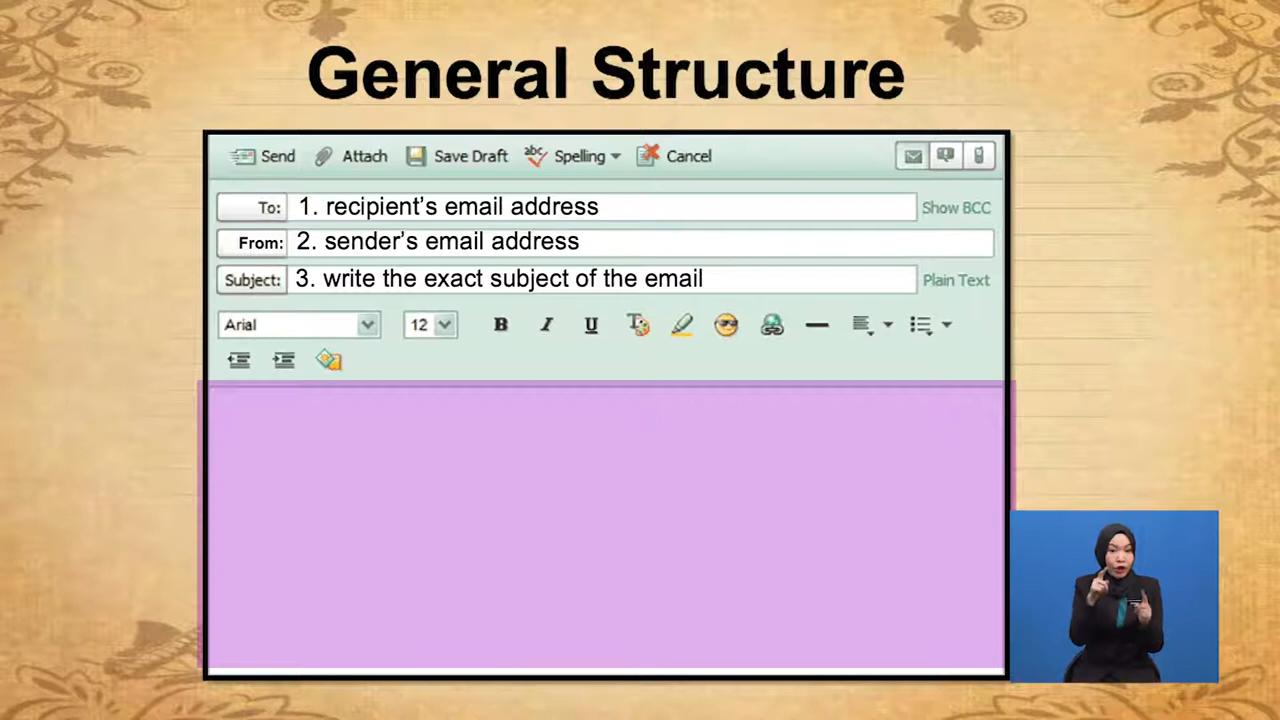 General Structure
Send Attach Save Draft abc Spelling Cancel
To: 1. recipient's email address Show BCC
From: 2. sender's email address
Subject: 3. write the exact subject of the email Plain Text
Arial 12 B I U T